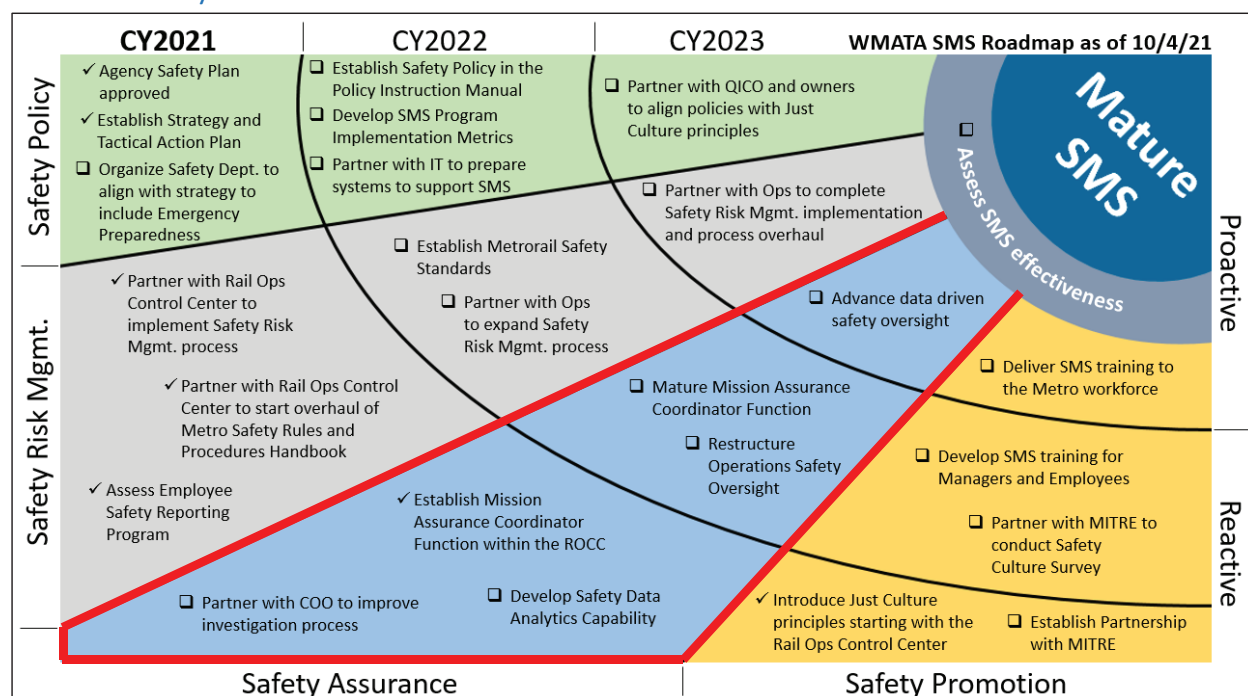 CY2021
CY2022
CY2023
WMATA SMS Roadmap as of 10/4/21
Safety Policy
✓ Agency Safety Plan
approved
✓ Establish Strategy and
Tactical Action Plan
❑ Organize Safety Dept. to
align with strategy to
include Emergency
Preparedness
❑ Establish Safety Policy in the
Policy Instruction Manual
❑ Develop SMS Program
Implementation Metrics
❑ Partner with IT to prepare
systems to support SMS
❑ Partner with QICO and owners
to align policies with Just
Culture principles
Safety Risk Mgmt.
✓ Partner with Rail Ops
Control Center to
implement Safety Risk
Mgmt. process
✓ Partner with Rail Ops Control
Center to start overhaul of
Metro Safety Rules and
Procedures Handbook
✓ Assess Employee
Safety Reporting
Program
❑ Establish Metrorail Safety
Standards
❑ Partner with Ops
to expand Safety
Risk Mgmt. process
❑ Partner with Ops to complete
Safety Risk Mgmt. implementation
and process overhaul
❑ Partner with COO to improve
investigation process
✓ Establish Mission
Assurance Coordinator
Function within the ROCC
❑ Develop Safety Data
Analytics Capability
❑ Mature Mission Assurance
Coordinator Function
❑ Restructure
Operations Safety
Oversight
❑ Advance data driven
safety oversight
✓ Introduce Just Culture
principles starting with the
Rail Ops Control Center
❑ Establish Partnership
with MITRE
❑ Develop SMS training for
Managers and Employees
❑ Partner with MITRE to
conduct Safety
Culture Survey
❑ Deliver SMS training to
the Metro workforce
❑ Assess SMS effectiveness
Mature
SMS
Proactive
Reactive
Safety Assurance
Safety Promotion